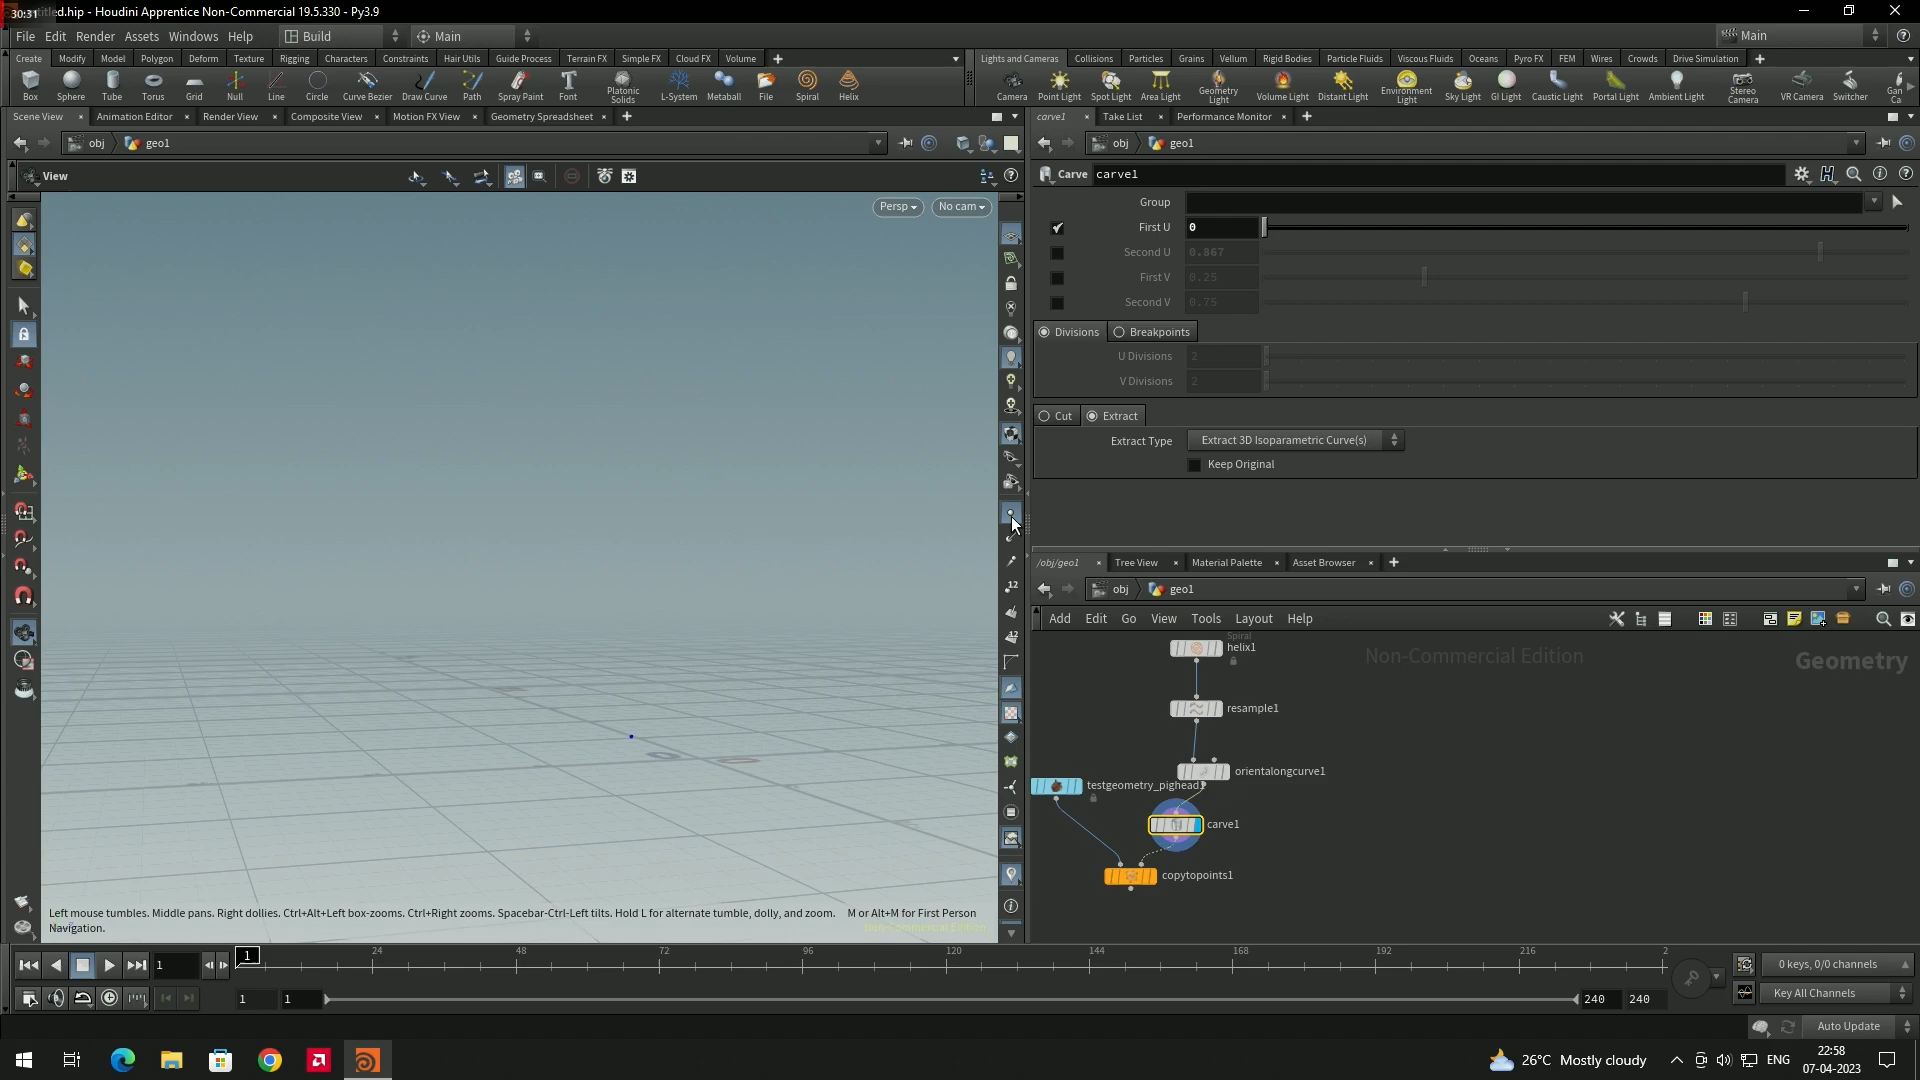 30:31
titled.hip - Houdini Apprentice Non-Commercial 19.5.330 - Py3.9
File Edit Render Assets Windows Help Build Main Main
Create Modify Model Polygon Deform Texture Rigging Characters Constraints Hair Utils Guide Process Terrain FX Simple FX Cloud FX Volume
Lights and Cameras Collisions Particles Grains Vellum Rigid Bodies Particle Fluids Viscous Fluids Oceans Pyro FX FEM Wires Crowds Drive Simulation
Box Sphere Tube Torus Grid Null Line Circle Curve Bezier Draw Curve Path Spray Paint Font Platonic Solids L-System Metaball File Spiral Helix
Camera Point Light Spot Light Area Light Geometry Light Volume Light Distant Light Environment Light Sky Light GI Light Caustic Light Portal Light Ambient Light Stereo Camera VR Camera Switcher Gan Ca
Scene View Animation Editor Render View Composite View Motion FX View Geometry Spreadsheet
carve1 Take List Performance Monitor
obj geo1
obj geo1
View
Carve carve1
Persp No cam
Group
First U 0
Second U 0.867
First V 0.25
Second V 0.75
Divisions Breakpoints
U Divisions 2
V Divisions 2
Cut Extract
Extract Type Extract 3D Isoparametric Curve(s)
Keep Original
12
12
/obj/geo1 Tree View Material Palette Asset Browser
obj geo1
Add Edit Go View Tools Layout Help
Non-Commercial Edition
Geometry
Spiral
helix1
resample1
orientalongcurve1
testgeometry_pighead1
carve1
copytopoints1
Left mouse tumbles. Middle pans. Right dollies. Ctrl+Alt+Left box-zooms. Ctrl+Right zooms. Spacebar-Ctrl-Left tilts. Hold L for alternate tumble, dolly, and zoom. M or Alt+M for First Person
Navigation.
Non-Commercial Edition
1 1 24 48 72 96 120 144 168 192 216 2
0 keys, 0/0 channels
1 1 240 240
Key All Channels
Auto Update
26°C Mostly cloudy
ENG
22:58
07-04-2023